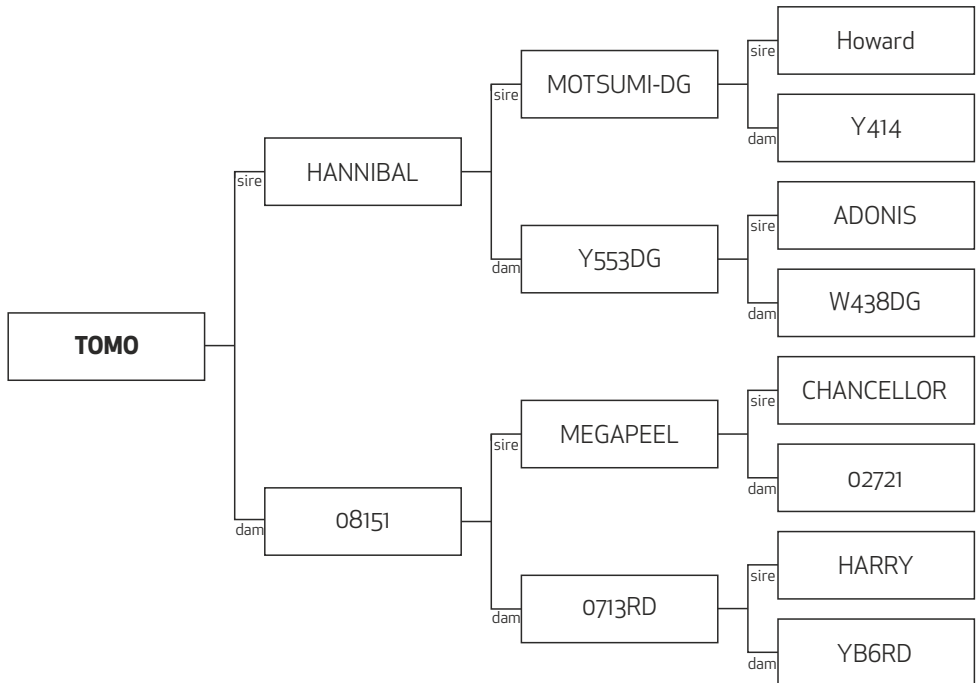 Howard
sire
MOTSUMI-DG
sire
dam
Y414
HANNIBAL
sire
ADONIS
sire
Y553DG
dam
dam
W438DG
TOMO
CHANCELLOR
sire
MEGAPEEL
sire
dam
02721
08151
dam
HARRY
sire
0713RD
dam
dam
YB6RD